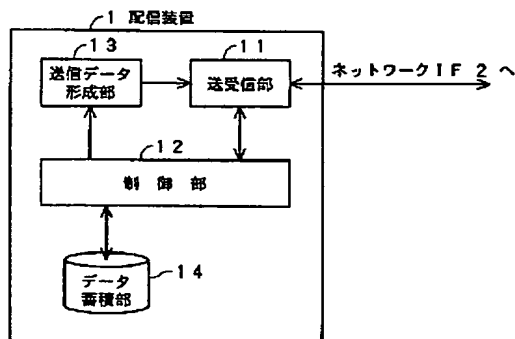 1 配信装置
13
11
送信データ
形成部
送受信部
ネットワークIF 2 へ
12
制 御 部
データ
蓄積部
14